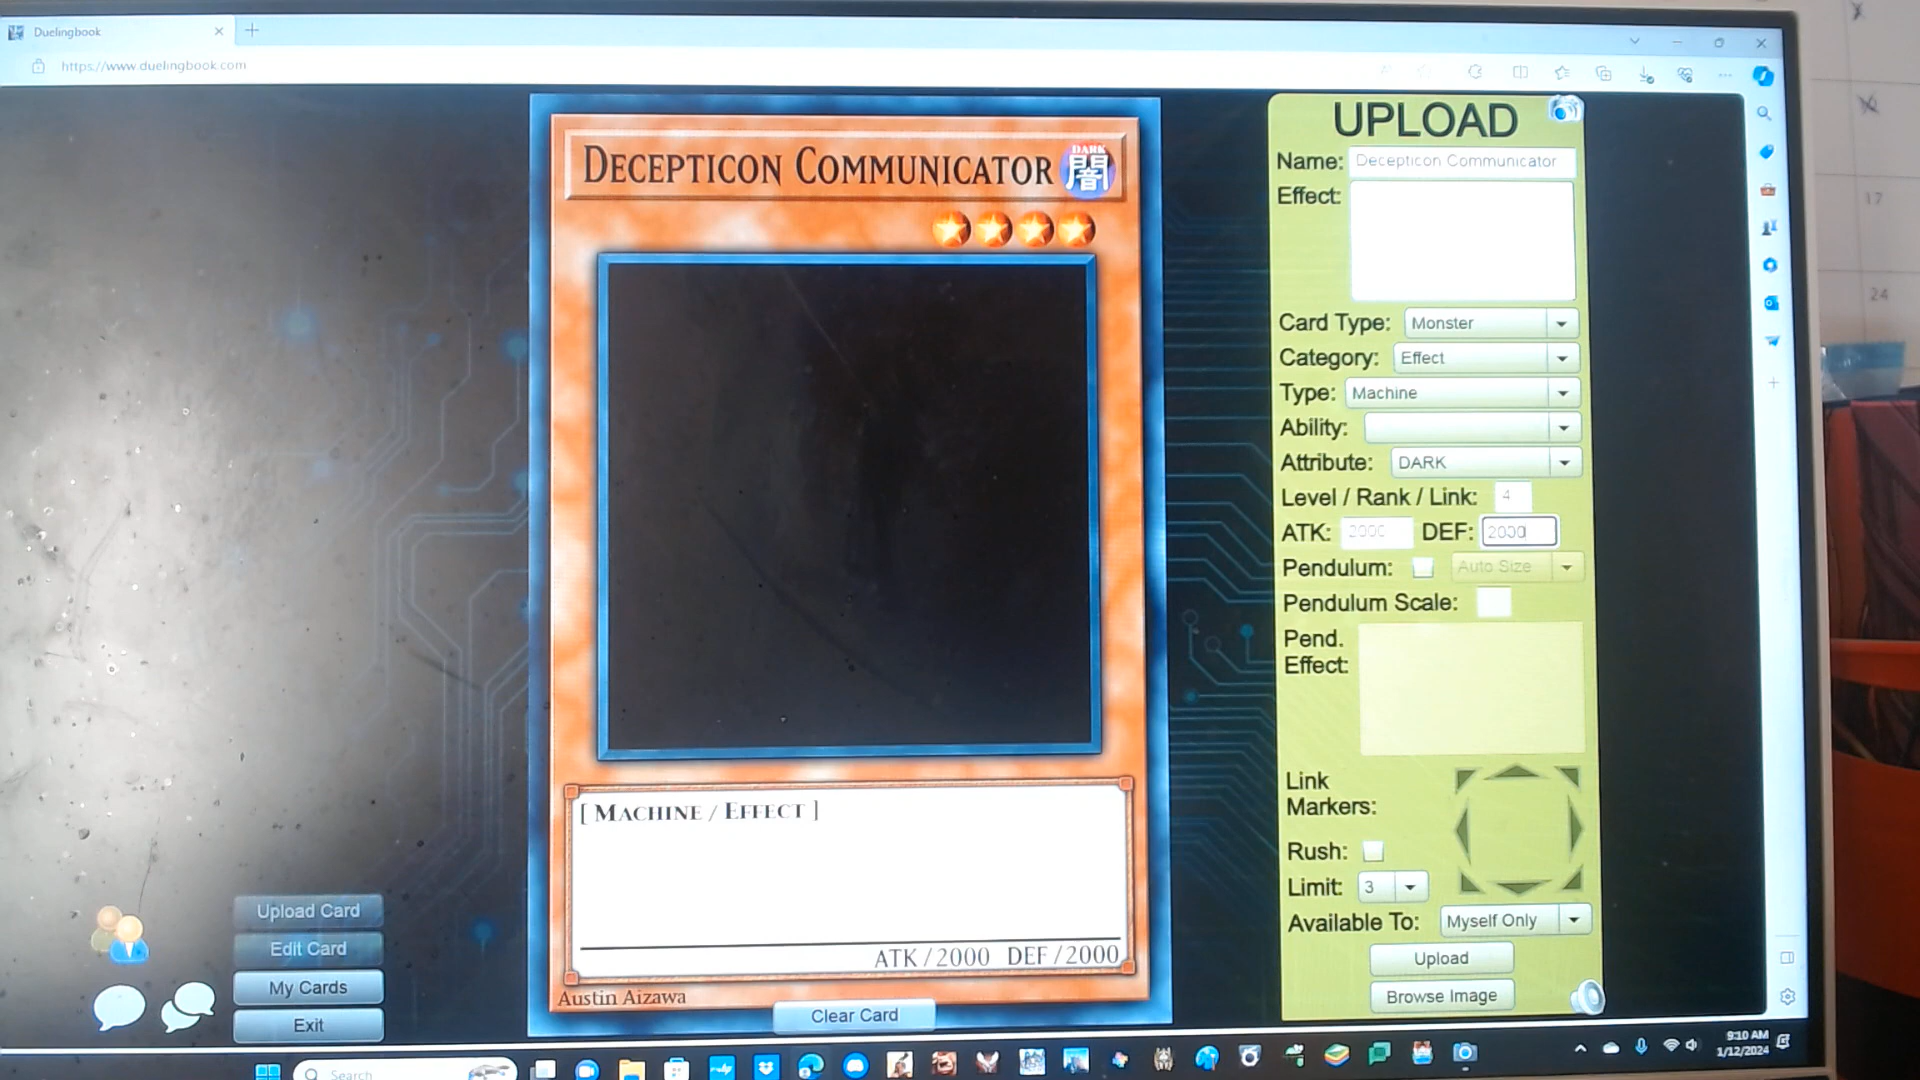 Duelingbook
https://www.duelingbook.com
DECEPTICON COMMUNICATOR
DARK
闇
[ MACHINE / EFFECT ]
ATK / 2000 DEF / 2000
Austin Aizawa
Clear Card
Upload Card
Edit Card
My Cards
Exit
UPLOAD
Name: Decepticon Communicator
Effect:
Card Type: Monster
Category: Effect
Type: Machine
Ability:
Attribute: DARK
Level / Rank / Link: 4
ATK: 2000 DEF: 2000
Pendulum: Auto Size
Pendulum Scale:
Pend.
Effect:
Link
Markers:
Rush:
Limit: 3
Available To: Myself Only
Upload
Browse Image
Search
9:10 AM
1/12/2024
17
24